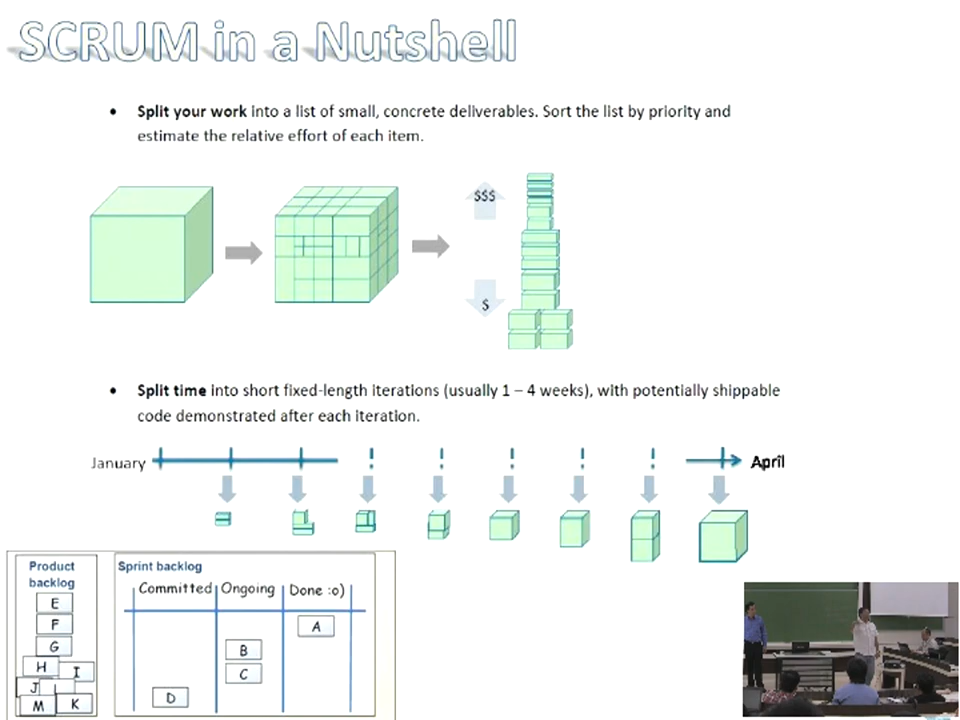 SCRUM in a Nutshell
• Split your work into a list of small, concrete deliverables. Sort the list by priority and
estimate the relative effort of each item.
$$$
$
• Split time into short fixed-length iterations (usually 1 – 4 weeks), with potentially shippable
code demonstrated after each iteration.
January
April
Product
backlog
E
F
G
H
I
J
M
K
Sprint backlog
Committed Ongoing Done :o)
A
B
C
D